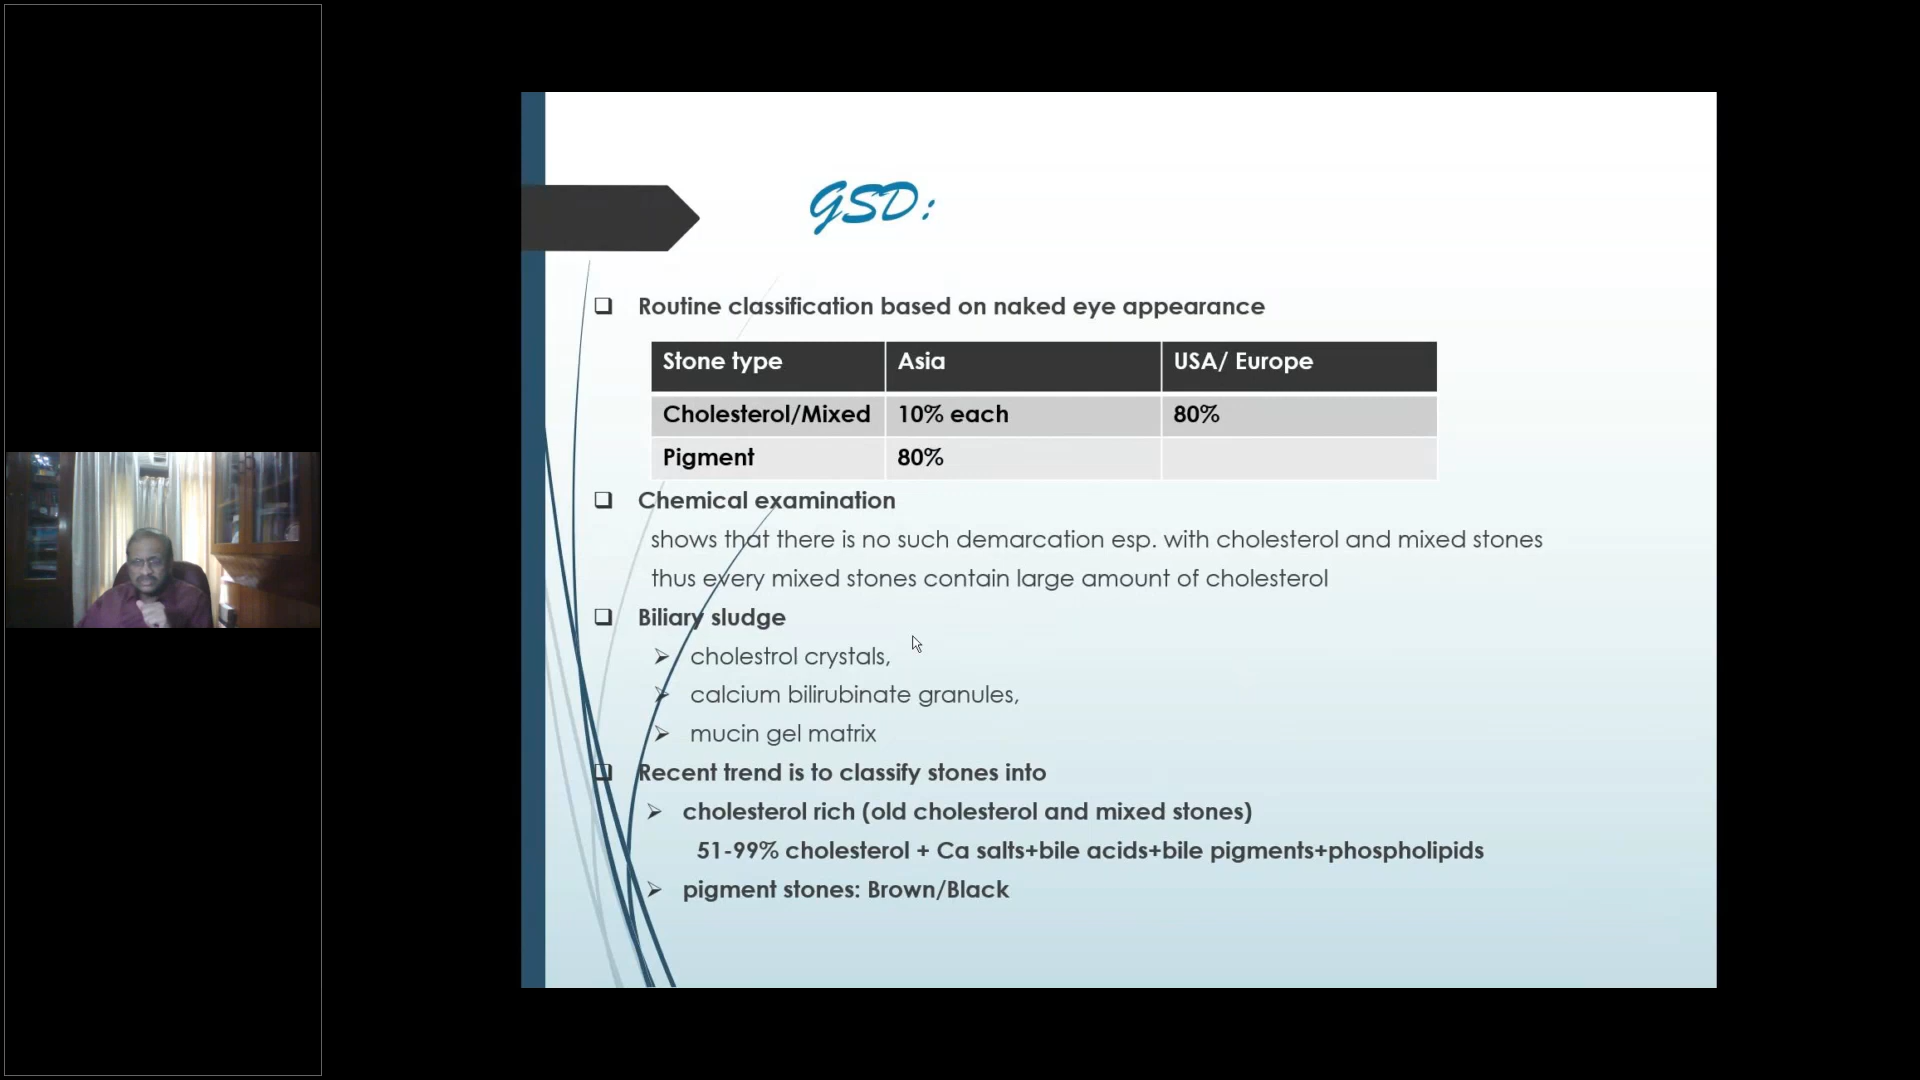 GSD:
Routine classification based on naked eye appearance
Stone type Asia USA/ Europe
Cholesterol/Mixed 10% each 80%
Pigment 80%
Chemical examination
shows that there is no such demarcation esp. with cholesterol and mixed stones
thus every mixed stones contain large amount of cholesterol
Biliary sludge
cholestrol crystals,
calcium bilirubinate granules,
mucin gel matrix
Recent trend is to classify stones into
cholesterol rich (old cholesterol and mixed stones)
51-99% cholesterol + Ca salts+bile acids+bile pigments+phospholipids
pigment stones: Brown/Black